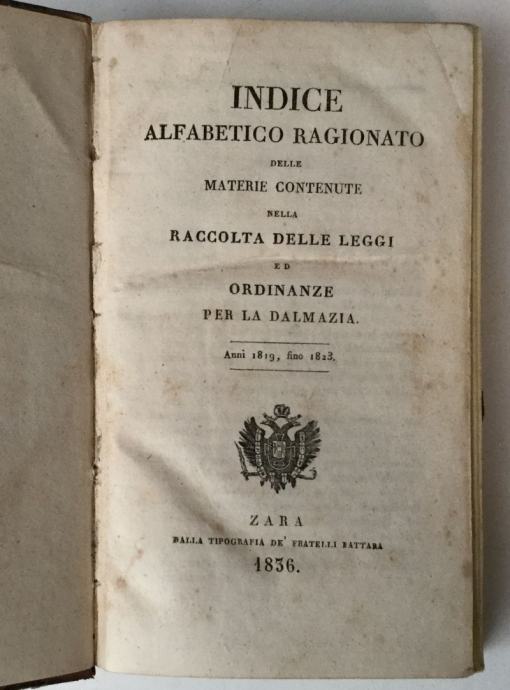 INDICE
ALFABETICO RAGIONATO
DELLE
MATERIE CONTENUTE
NELLA
RACCOLTA DELLE LEGGI
ED
ORDINANZE
PER LA DALMAZIA.
Anni 1819, fino 1823.
ZARA
DALLA TIPOGRAFIA DE' FRATELLI BATTARA
1836.